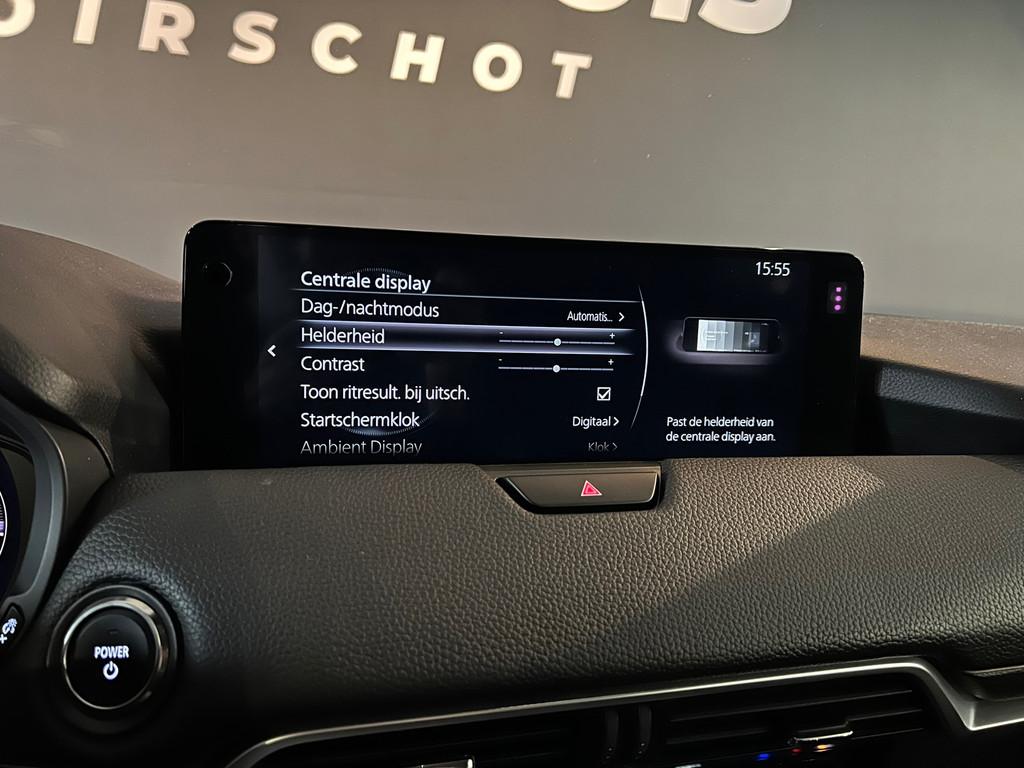 OIRSCHOT
15:55
Centrale display
Dag-/nachtmodus Automatis.. >
Helderheid - +
Contrast - +
Toon ritresult. bij uitsch.
Startschermklok Digitaal >
Ambient Display Klok >
Past de helderheid van
de centrale display aan.
POWER